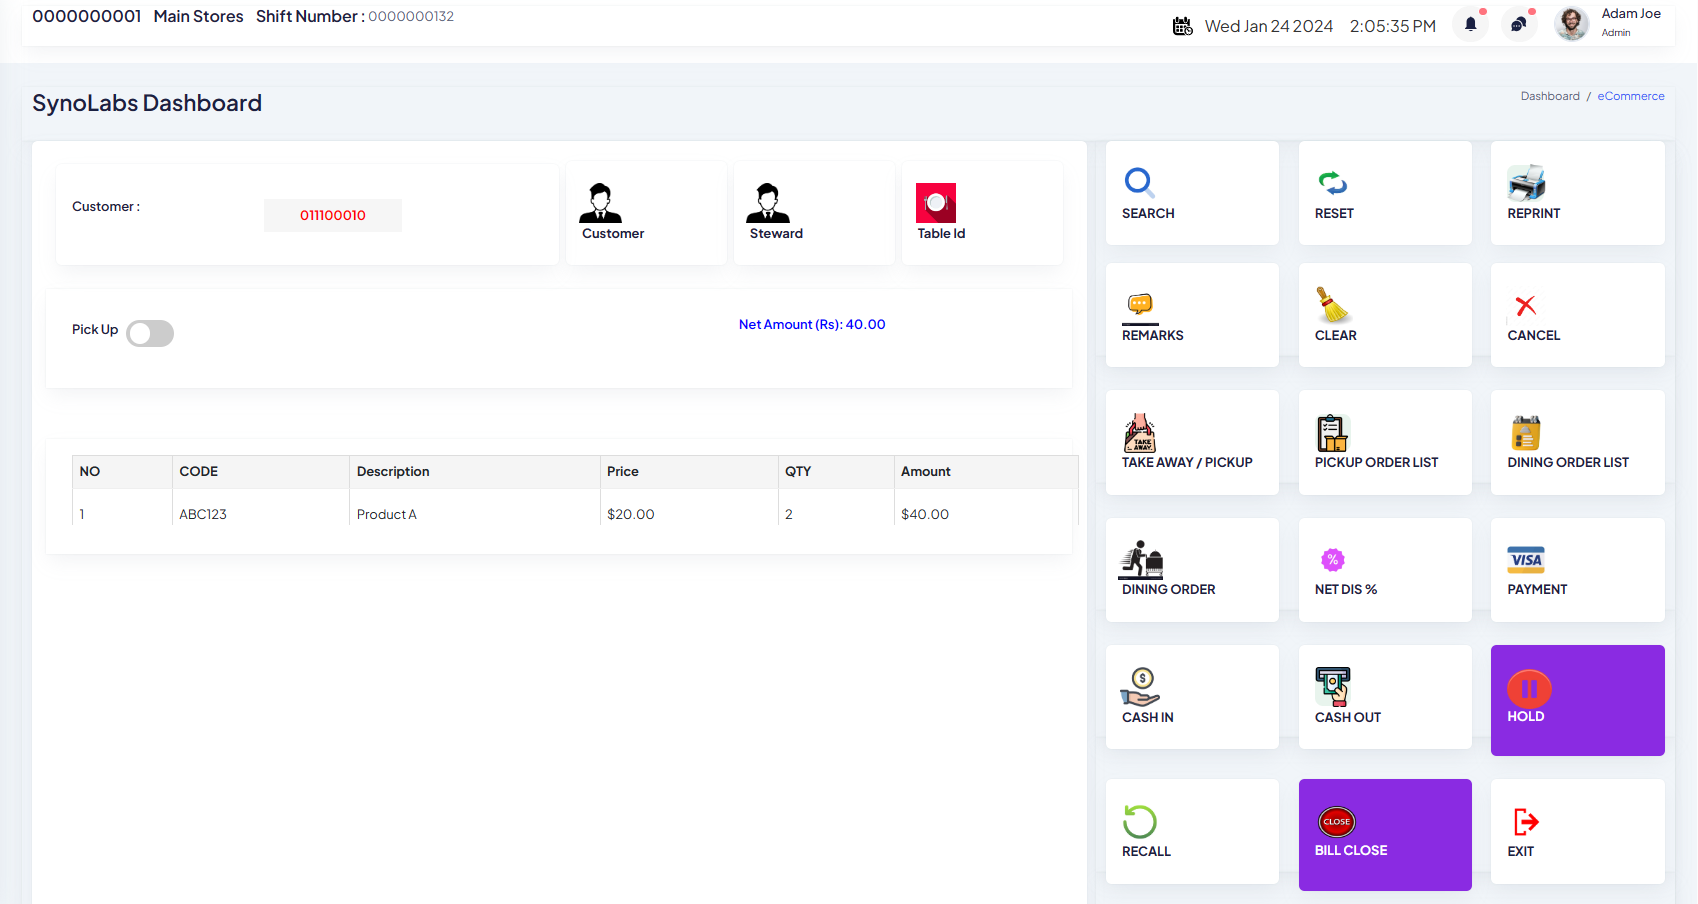 0000000001 Main Stores Shift Number : 0000000132
Wed Jan 24 2024 2:05:35 PM
Adam Joe
Admin
SynoLabs Dashboard
Dashboard / eCommerce
Customer :
011100010
Customer
Steward
Table Id
Pick Up
Net Amount (Rs): 40.00
NO CODE Description Price QTY Amount
1 ABC123 Product A $20.00 2 $40.00
SEARCH
RESET
REPRINT
REMARKS
CLEAR
CANCEL
TAKE
AWAY.
TAKE AWAY / PICKUP
PICKUP ORDER LIST
DINING ORDER LIST
DINING ORDER
%
NET DIS %
VISA
PAYMENT
$
CASH IN
CASH OUT
HOLD
RECALL
CLOSE
BILL CLOSE
EXIT